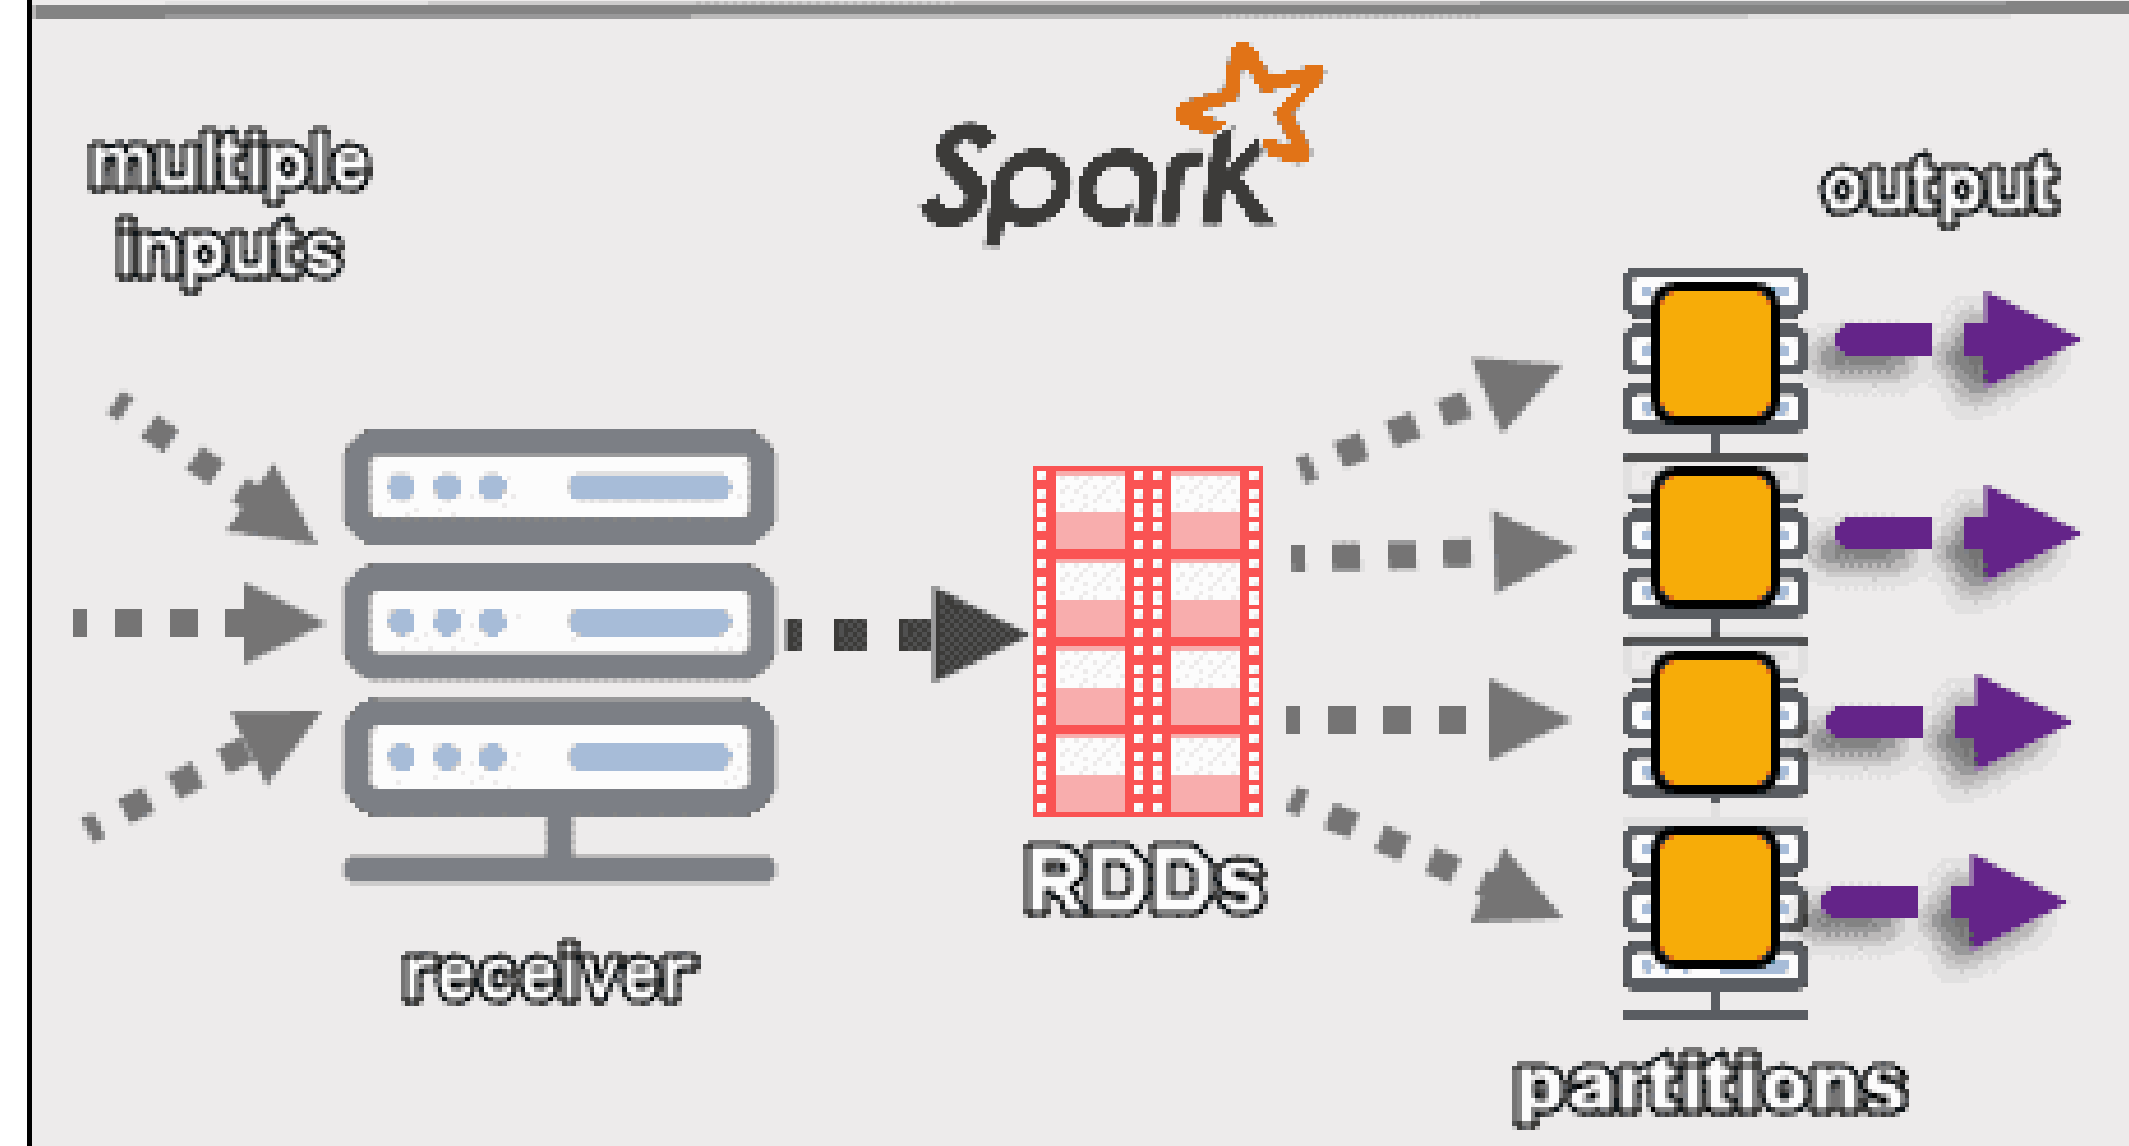 multiple
inputs
Spark
output
RDDs
receiver
partitions